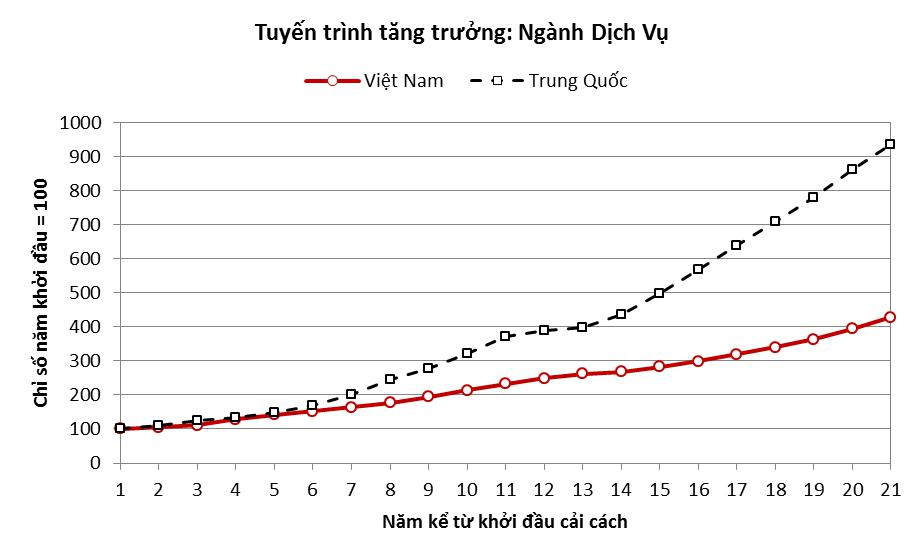 Tuyến trình tăng trưởng: Ngành Dịch Vụ
Việt Nam Trung Quốc
Chỉ số năm khởi đầu = 100
1000
900
800
700
600
500
400
300
200
100
0
1 2 3 4 5 6 7 8 9 10 11 12 13 14 15 16 17 18 19 20 21
Năm kể từ khởi đầu cải cách